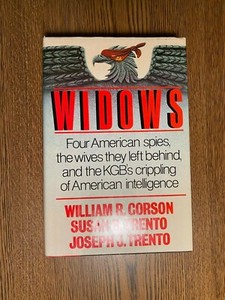 WIDOWS
Four American spies,
the wives they left behind,
and the KGB's crippling
of American intelligence
WILLIAM R. CORSON
SUSAN B. TRENTO
JOSEPH J. TRENTO